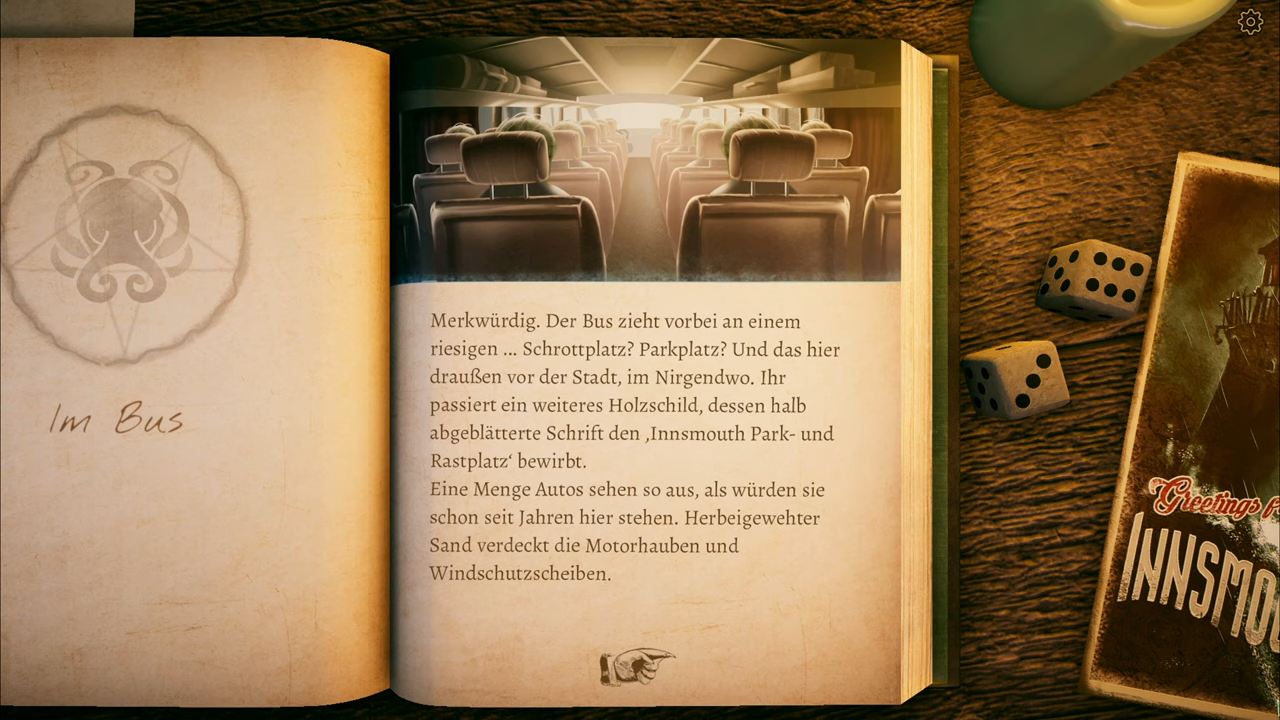 Im Bus
Merkwürdig. Der Bus zieht vorbei an einem
riesigen ... Schrottplatz? Parkplatz? Und das hier
draußen vor der Stadt, im Nirgendwo. Ihr
passiert ein weiteres Holzschild, dessen halb
abgeblätterte Schrift den ‚Innsmouth Park- und
Rastplatz‘ bewirbt.
Eine Menge Autos sehen so aus, als würden sie
schon seit Jahren hier stehen. Herbeigewehter
Sand verdeckt die Motorhauben und
Windschutzscheiben.
Greetings f
INNSMO